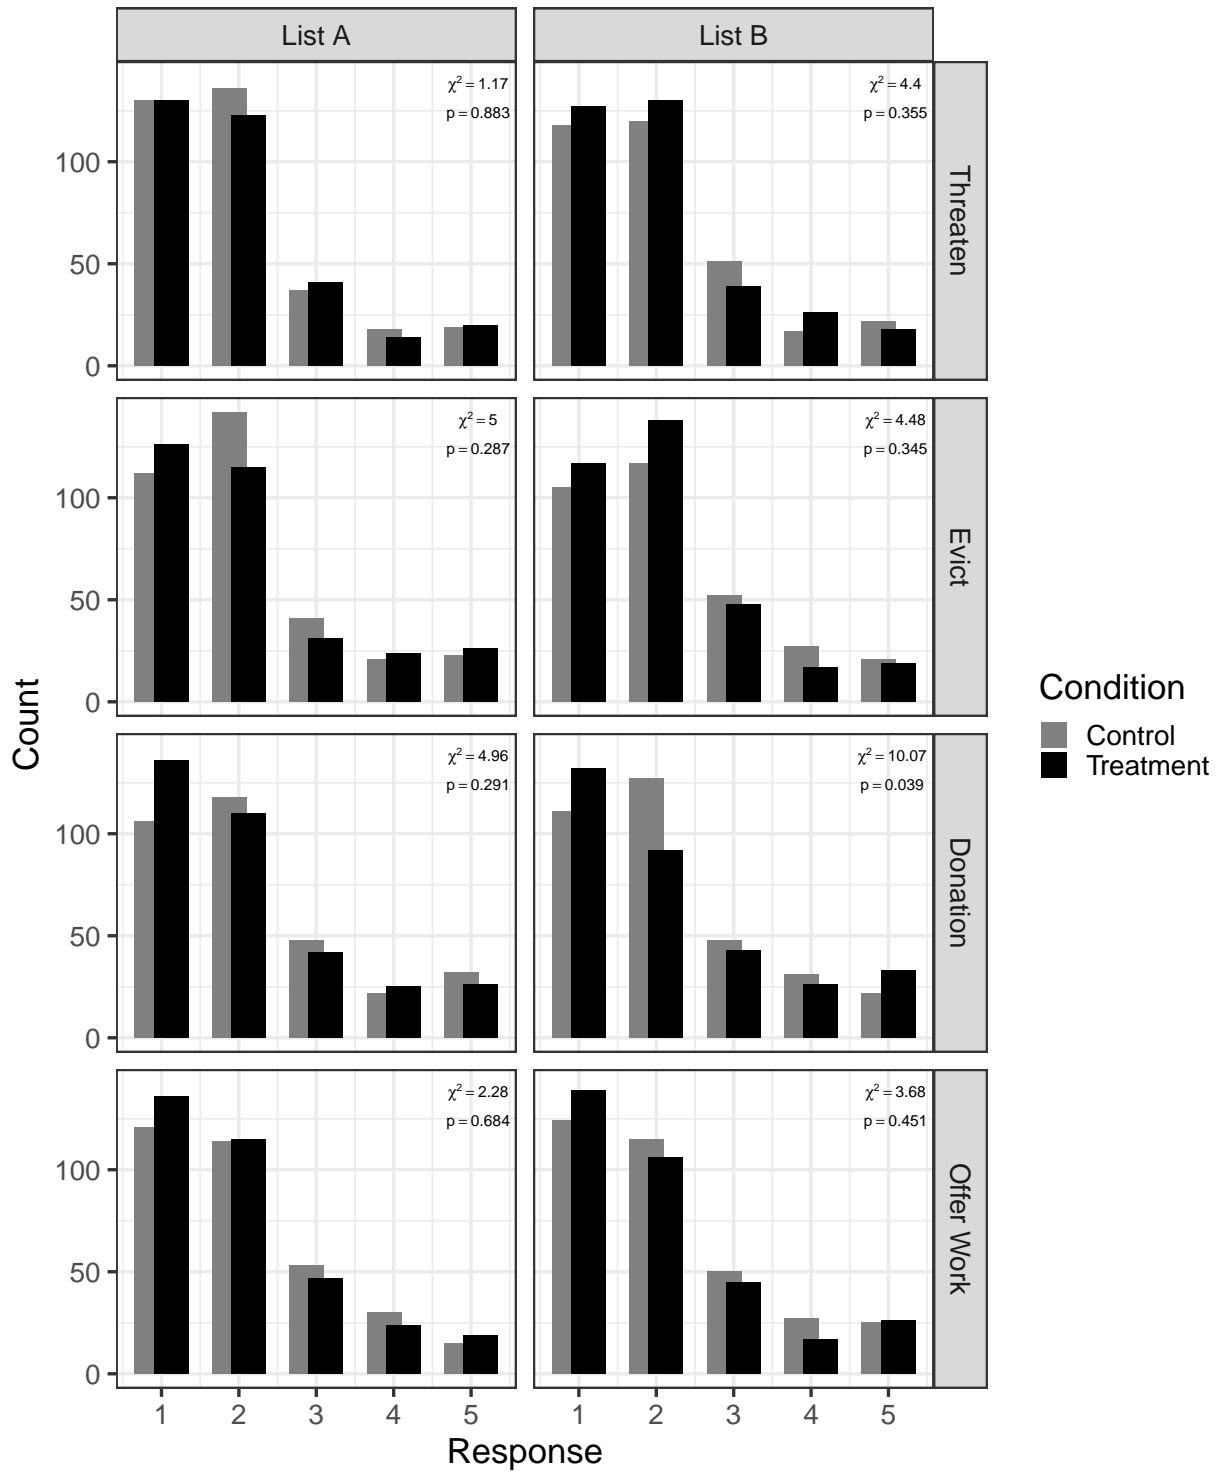 List A
List B
χ² = 1.17
p = 0.883
χ² = 4.4
p = 0.355
Threaten
100
50
0
χ² = 5
p = 0.287
χ² = 4.48
p = 0.345
Evict
100
50
0
χ² = 4.96
p = 0.291
χ² = 10.07
p = 0.039
Donation
100
50
0
χ² = 2.28
p = 0.684
χ² = 3.68
p = 0.451
Offer Work
100
50
0
1 2 3 4 5
1 2 3 4 5
Response
Count
Condition
Control
Treatment